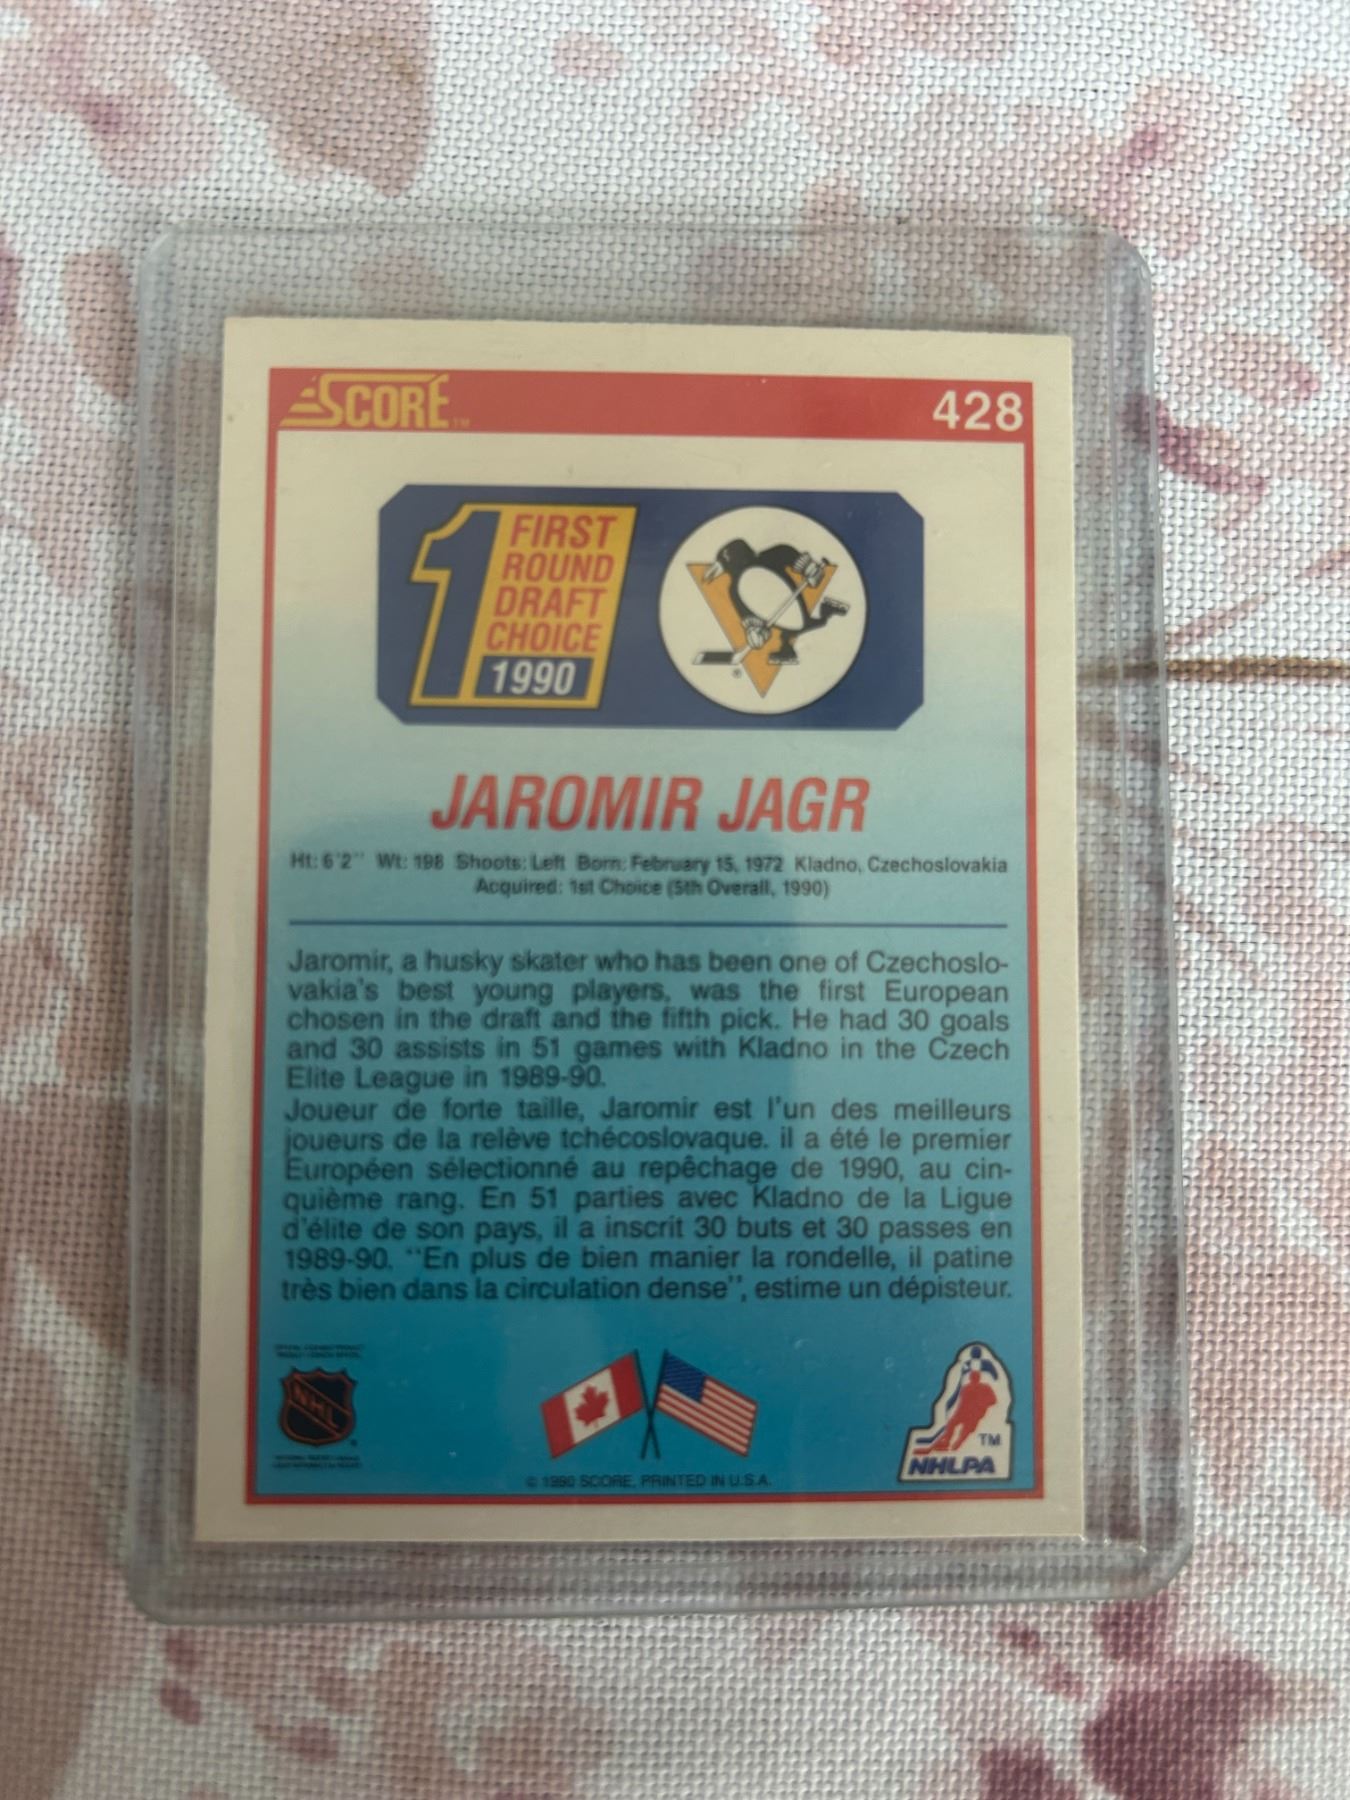 SCORE TM
428
1 FIRST
ROUND
DRAFT
CHOICE
1990
JAROMIR JAGR
Ht: 6'2" Wt: 198 Shoots: Left Born: February 15, 1972 Kladno, Czechoslovakia
Acquired: 1st Choice (5th Overall, 1990)
Jaromir, a husky skater who has been one of Czechoslo-
vakia's best young players, was the first European
chosen in the draft and the fifth pick. He had 30 goals
and 30 assists in 51 games with Kladno in the Czech
Elite League in 1989-90.
Joueur de forte taille, Jaromir est l'un des meilleurs
joueurs de la relève tchécoslovaque. il a été le premier
Européen sélectionné au repêchage de 1990, au cin-
quième rang. En 51 parties avec Kladno de la Ligue
d'élite de son pays, il a inscrit 30 buts et 30 passes en
1989-90. "En plus de bien manier la rondelle, il patine
très bien dans la circulation dense", estime un dépisteur.
NHL
TM
NHLPA
© 1990 SCORE, PRINTED IN U.S.A.